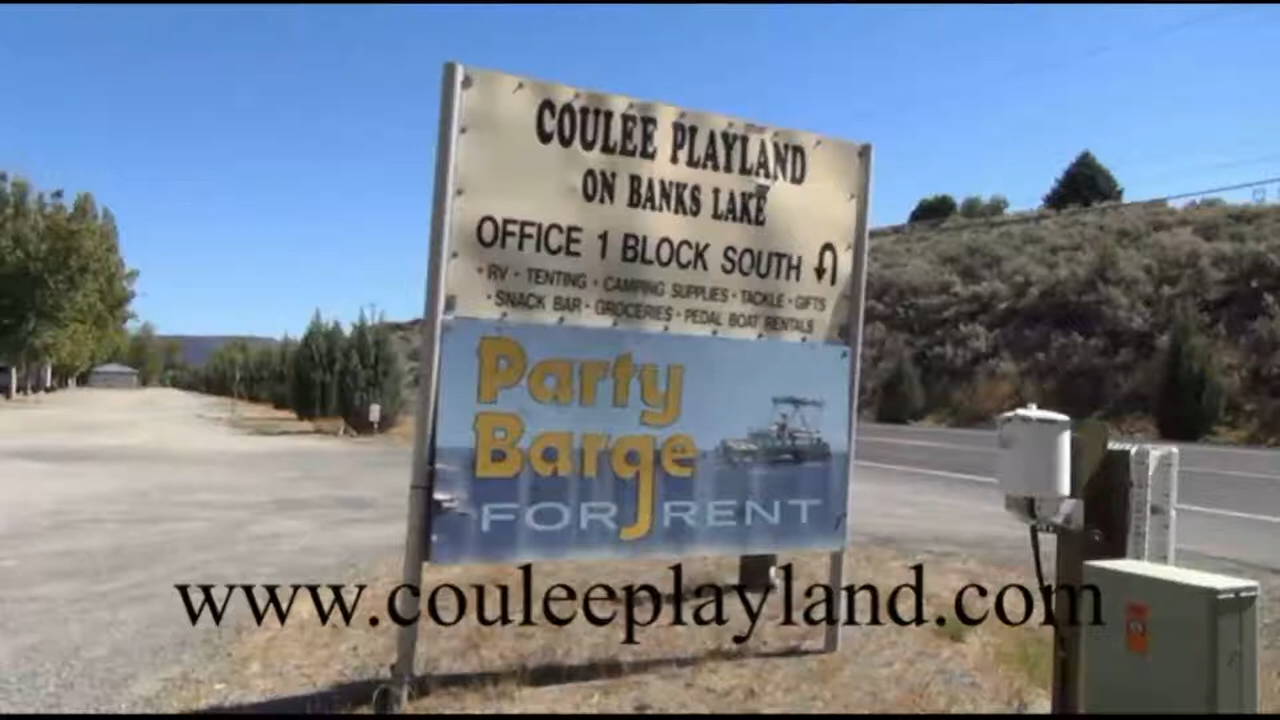 COULEE PLAYLAND
ON BANKS LAKE
OFFICE 1 BLOCK SOUTH
• RV • TENTING • CAMPING SUPPLIES • TACKLE • GIFTS
• SNACK BAR • GROCERIES • PEDAL BOAT RENTALS
Party
Barge
FOR RENT
www.couleeplayland.com